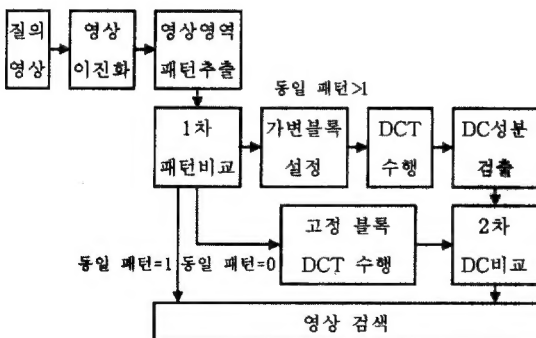 질의
영상
영상
이진화
영상영역
패턴추출
동일 패턴>1
1차
패턴비교
가변블록
설정
DCT
수행
DC성분
검출
고정 블록
DCT 수행
2차
DC비교
동일 패턴=1
동일 패턴=0
영상 검색